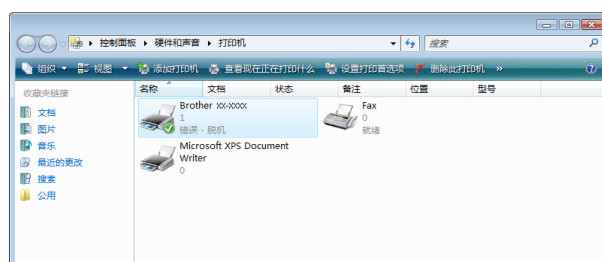 控制面板 ▸ 硬件和声音 ▸ 打印机
搜索
组织 视图 添加打印机 查看现在正在打印什么 设置打印首选项 删除此打印机 »
收藏夹链接
名称 文档 状态 备注 位置 型号
文档
图片
音乐
最近的更改
搜索
公用
Brother XX-XXXX
1
错误 - 脱机
Fax
0
就绪
Microsoft XPS Document
Writer
0